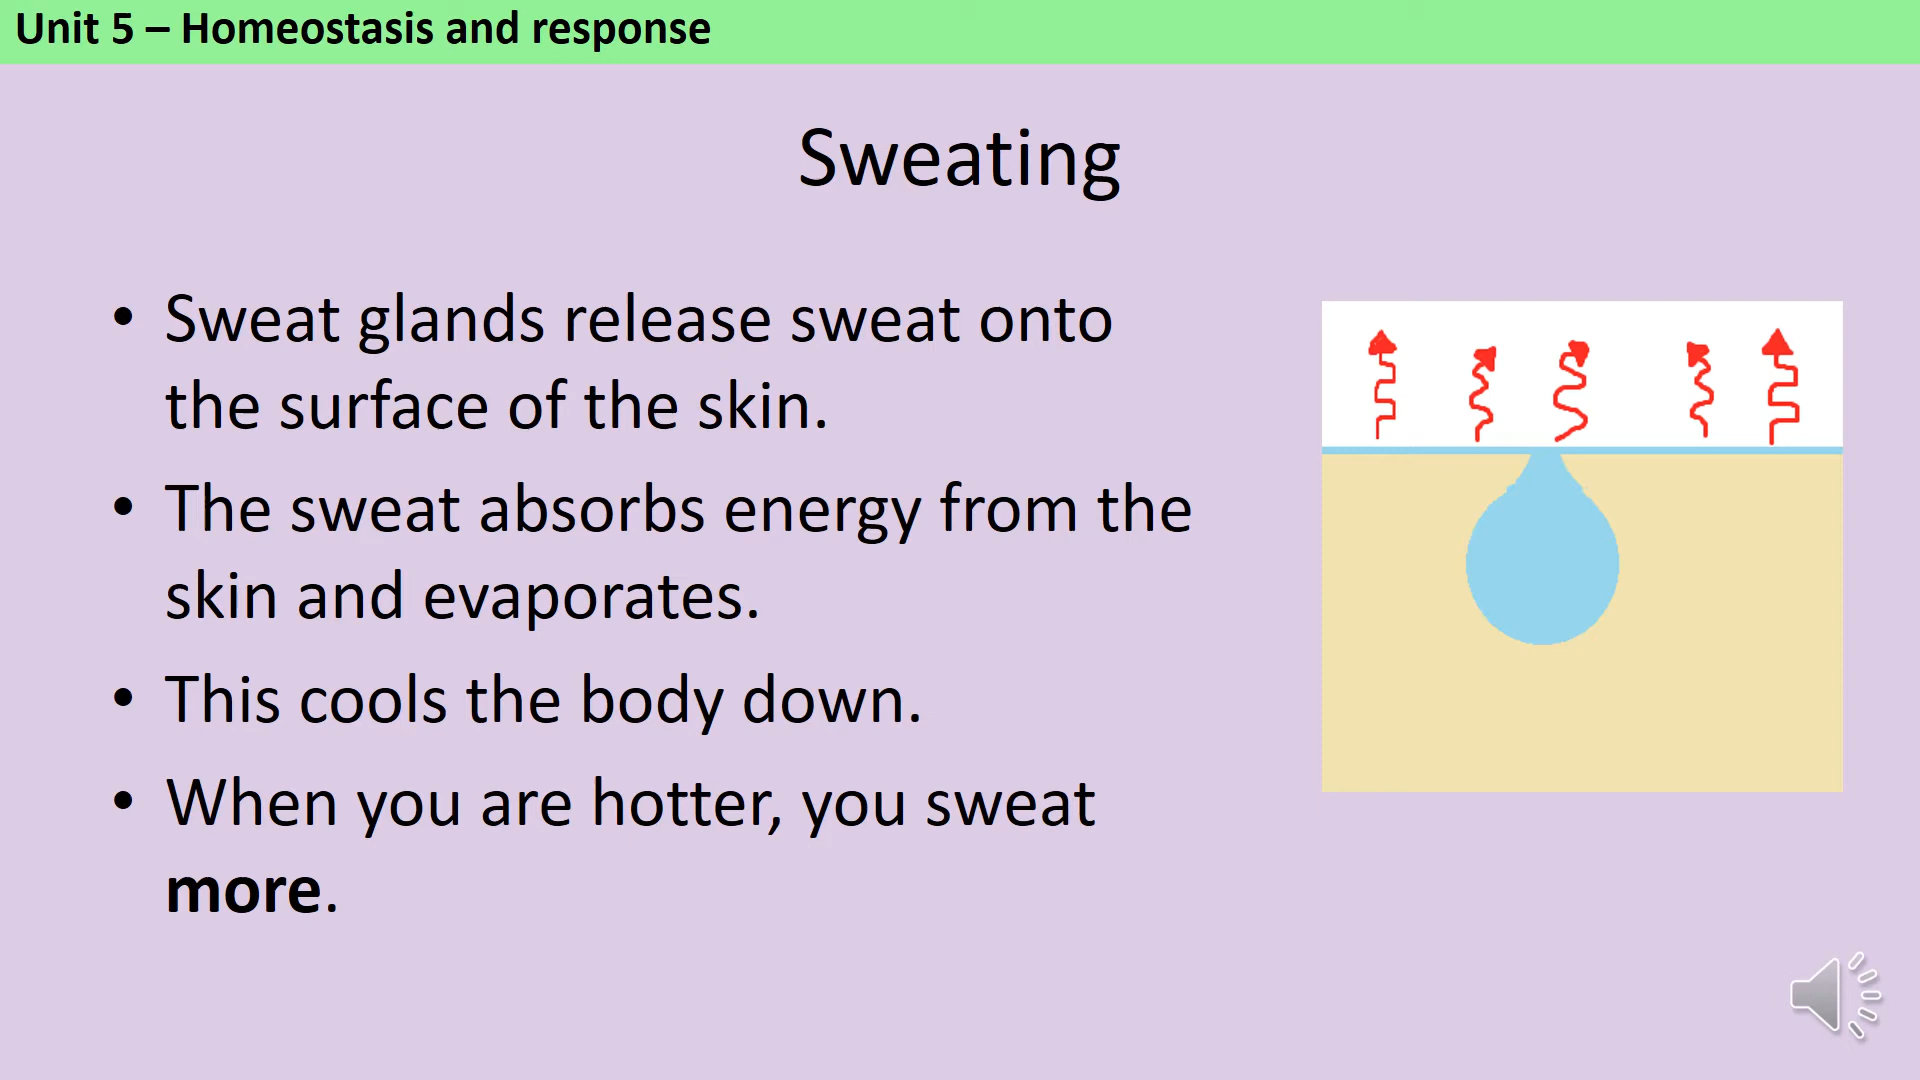 Unit 5 – Homeostasis and response
Sweating
• Sweat glands release sweat onto
the surface of the skin.
• The sweat absorbs energy from the
skin and evaporates.
• This cools the body down.
• When you are hotter, you sweat
more.